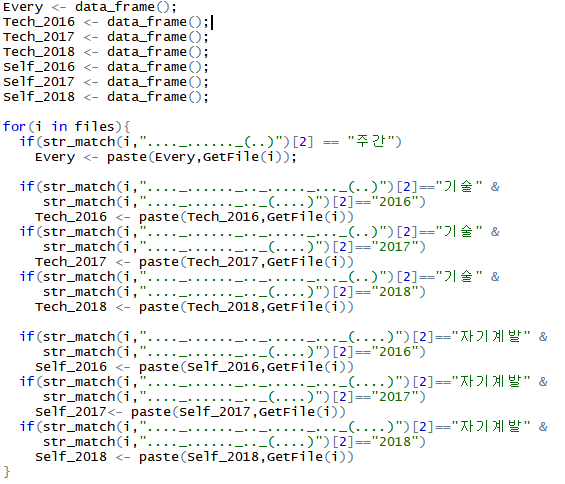 Every <- data_frame();
Tech_2016 <- data_frame();
Tech_2017 <- data_frame();
Tech_2018 <- data_frame();
Self_2016 <- data_frame();
Self_2017 <- data_frame();
Self_2018 <- data_frame();

for(i in files){
  if(str_match(i,"...._......_(..)")[2] == "주간")
    Every <- paste(Every,GetFile(i));

  if(str_match(i,"...._......_.._....._..._(..)")[2]=="기술" &
     str_match(i,"...._......_.._(....)")[2]=="2016")
    Tech_2016 <- paste(Tech_2016,GetFile(i))
  if(str_match(i,"...._......_.._....._..._(..)")[2]=="기술" &
     str_match(i,"...._......_.._(....)")[2]=="2017")
    Tech_2017 <- paste(Tech_2017,GetFile(i))
  if(str_match(i,"...._......_.._....._..._(..)")[2]=="기술" &
     str_match(i,"...._......_.._(....)")[2]=="2018")
    Tech_2018 <- paste(Tech_2018,GetFile(i))

  if(str_match(i,"...._......_.._....._...._(....)")[2]=="자기계발" &
     str_match(i,"...._......_.._(....)")[2]=="2016")
    Self_2016 <- paste(Self_2016,GetFile(i))
  if(str_match(i,"...._......_.._....._...._(....)")[2]=="자기계발" &
     str_match(i,"...._......_.._(....)")[2]=="2017")
    Self_2017<- paste(Self_2017,GetFile(i))
  if(str_match(i,"...._......_.._....._...._(....)")[2]=="자기계발" &
     str_match(i,"...._......_.._(....)")[2]=="2018")
    Self_2018 <- paste(Self_2018,GetFile(i))
}